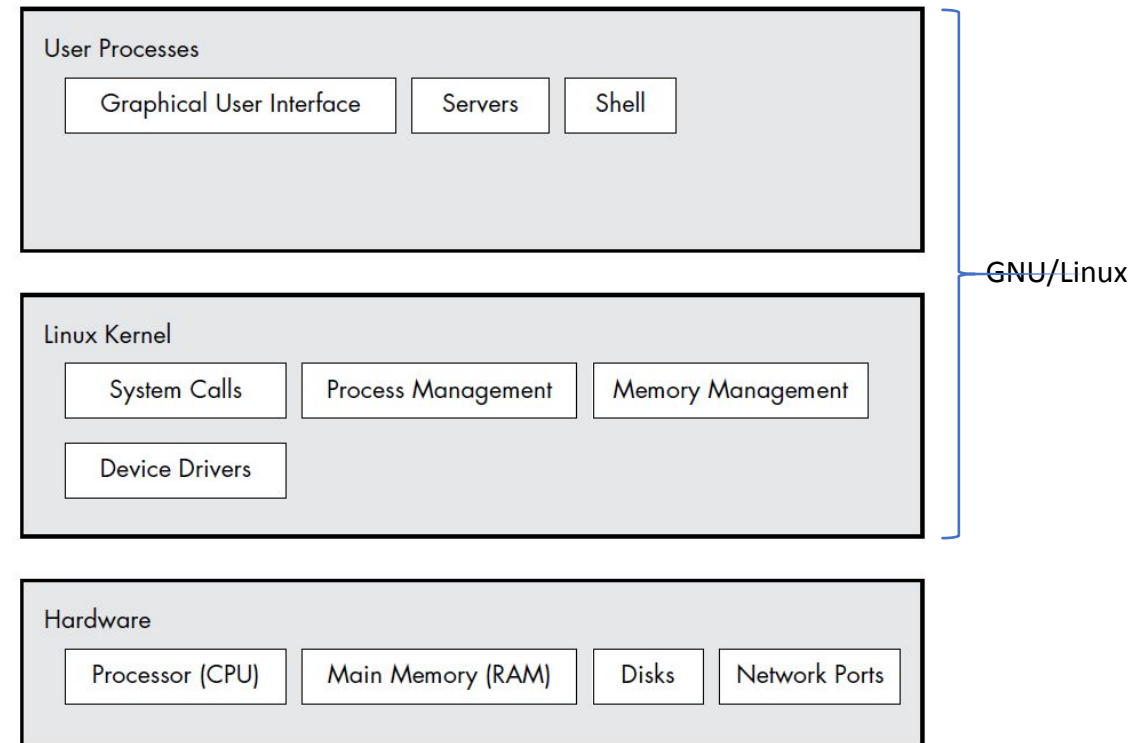 User Processes
Graphical User Interface Servers Shell
GNU/Linux
Linux Kernel
System Calls Process Management Memory Management
Device Drivers
Hardware
Processor (CPU) Main Memory (RAM) Disks Network Ports